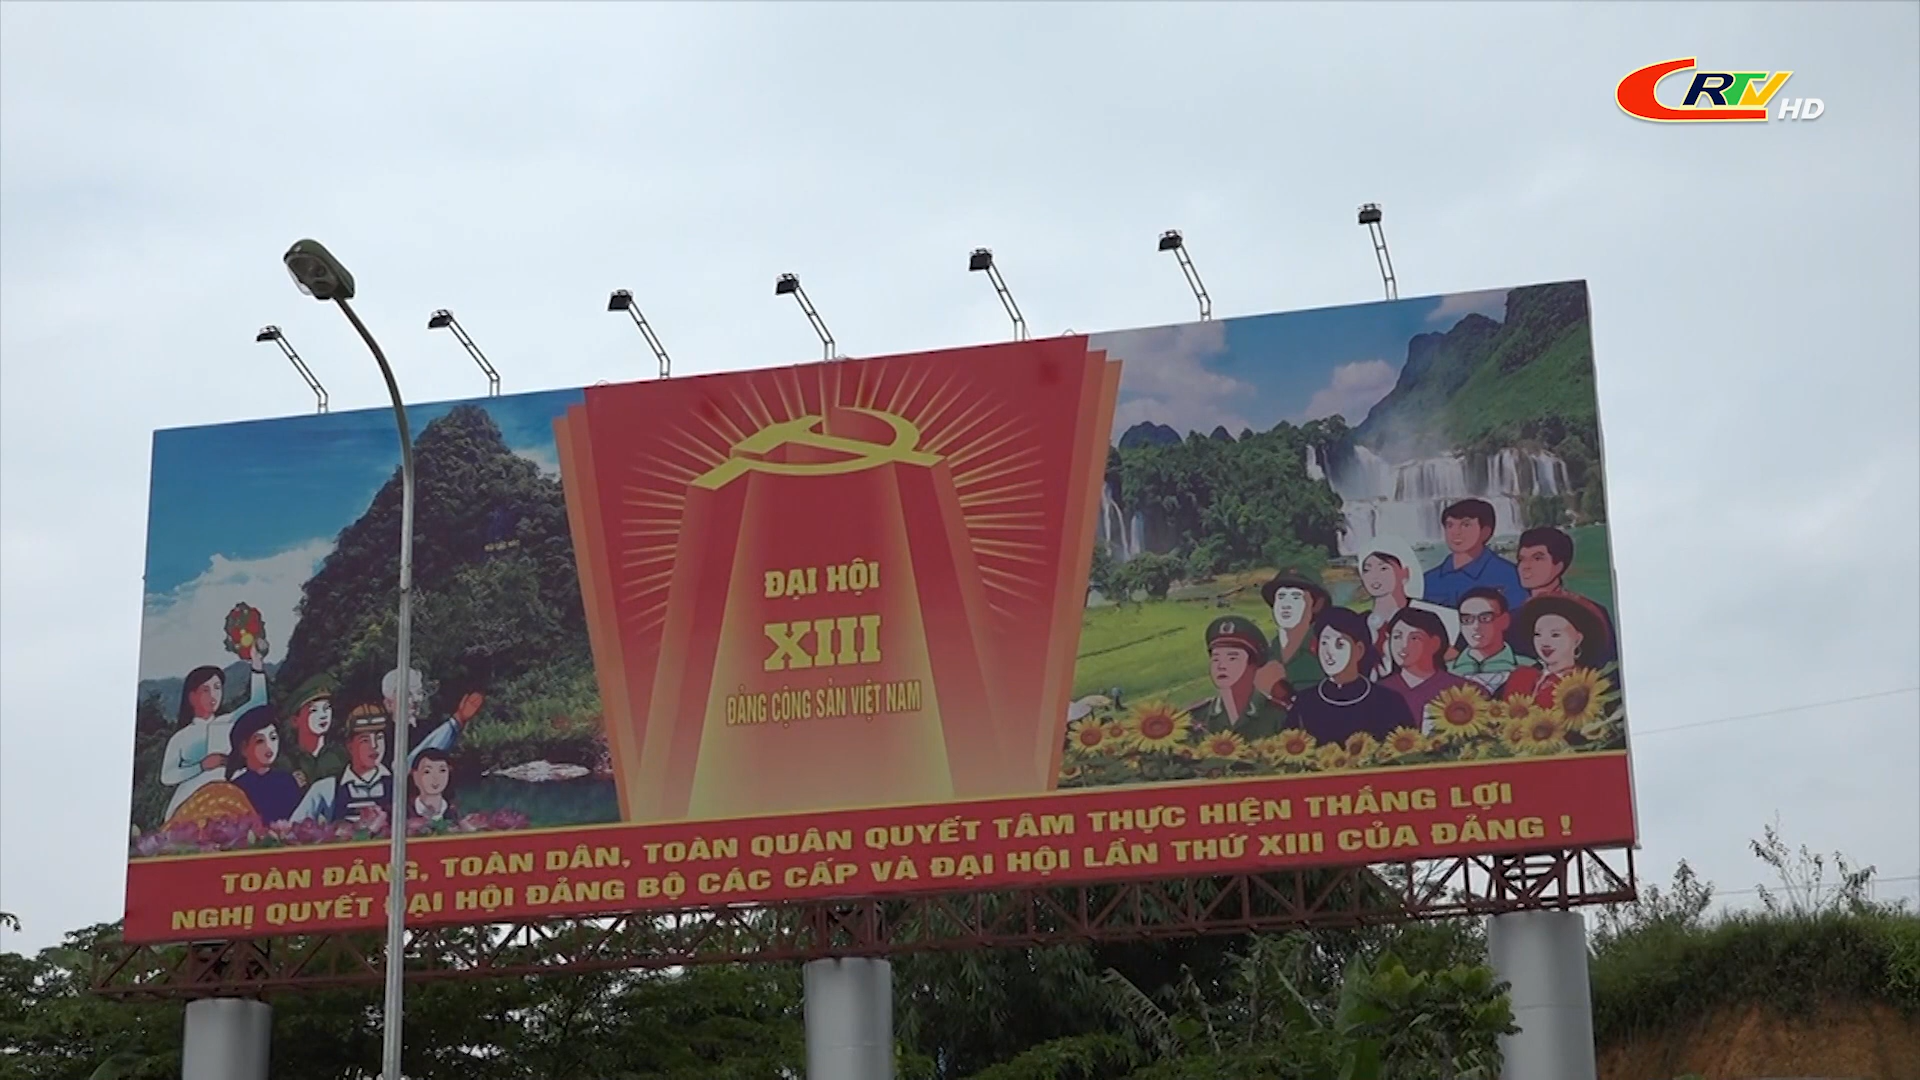 CRTV HD
ĐẠI HỘI
XIII
ĐẢNG CỘNG SẢN VIỆT NAM
TOÀN ĐẢNG, TOÀN DÂN, TOÀN QUÂN QUYẾT TÂM THỰC HIỆN THẮNG LỢI
NGHỊ QUYẾT ĐẠI HỘI ĐẢNG BỘ CÁC CẤP VÀ ĐẠI HỘI LẦN THỨ XIII CỦA ĐẢNG !